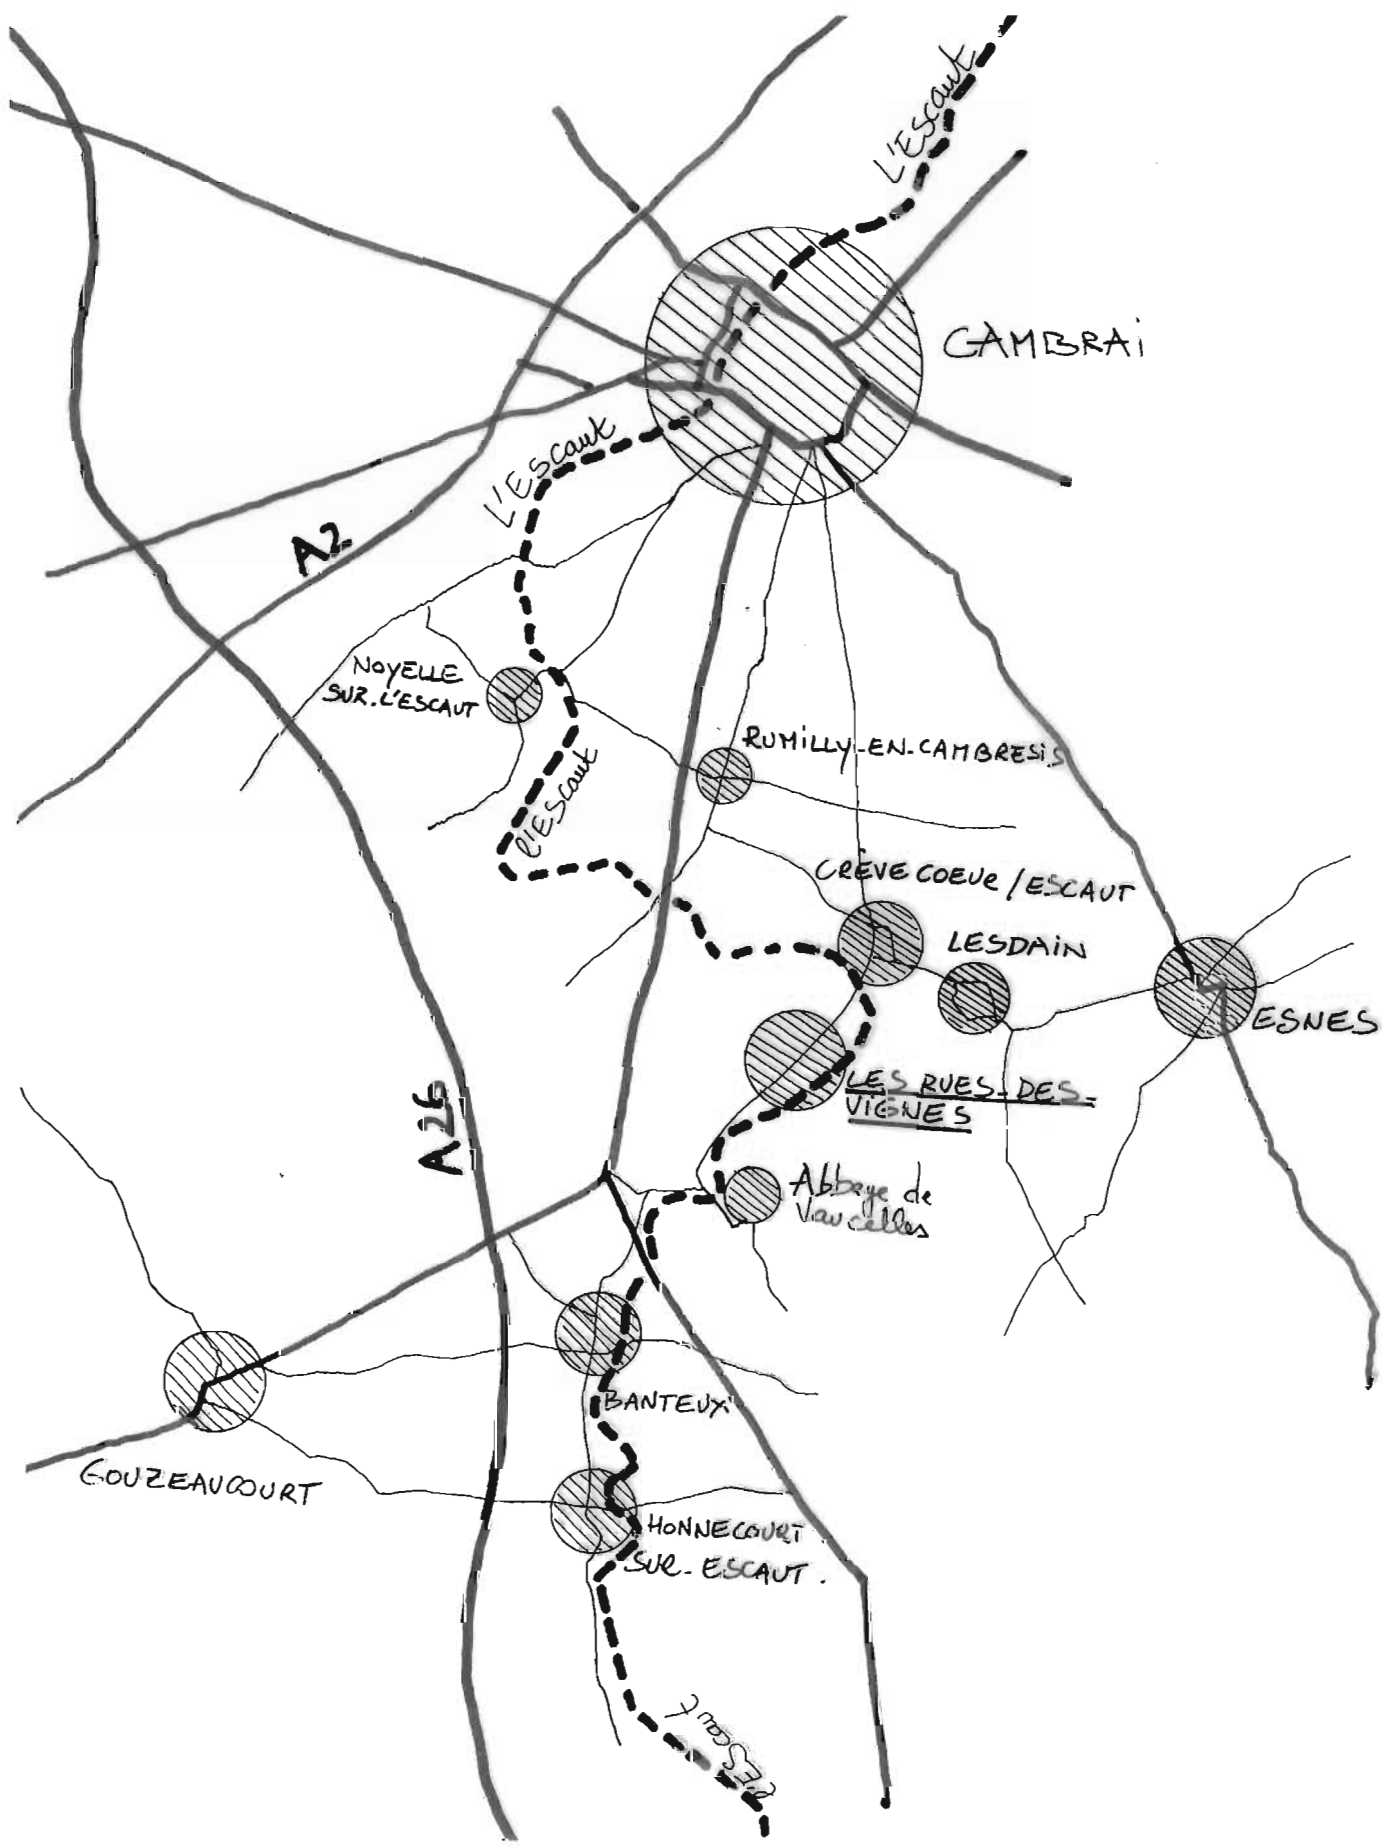 L'Escaut
CAMBRAi
L'Escaut
A2
NOYELLE
SUR.L'ESCAUT
RUMiLLY-EN-CAMBRESiS
l'Escaut
CRÈVECOEUR/ESCAUT
LESDAIN
ESNES
LES RUES-DES-
ViGNES
A26
Abbaye de
Vaucelles
BANTEUX
GOUZEAUCOURT
HONNECOURT
SUR-ESCAUT.
l'Escaut